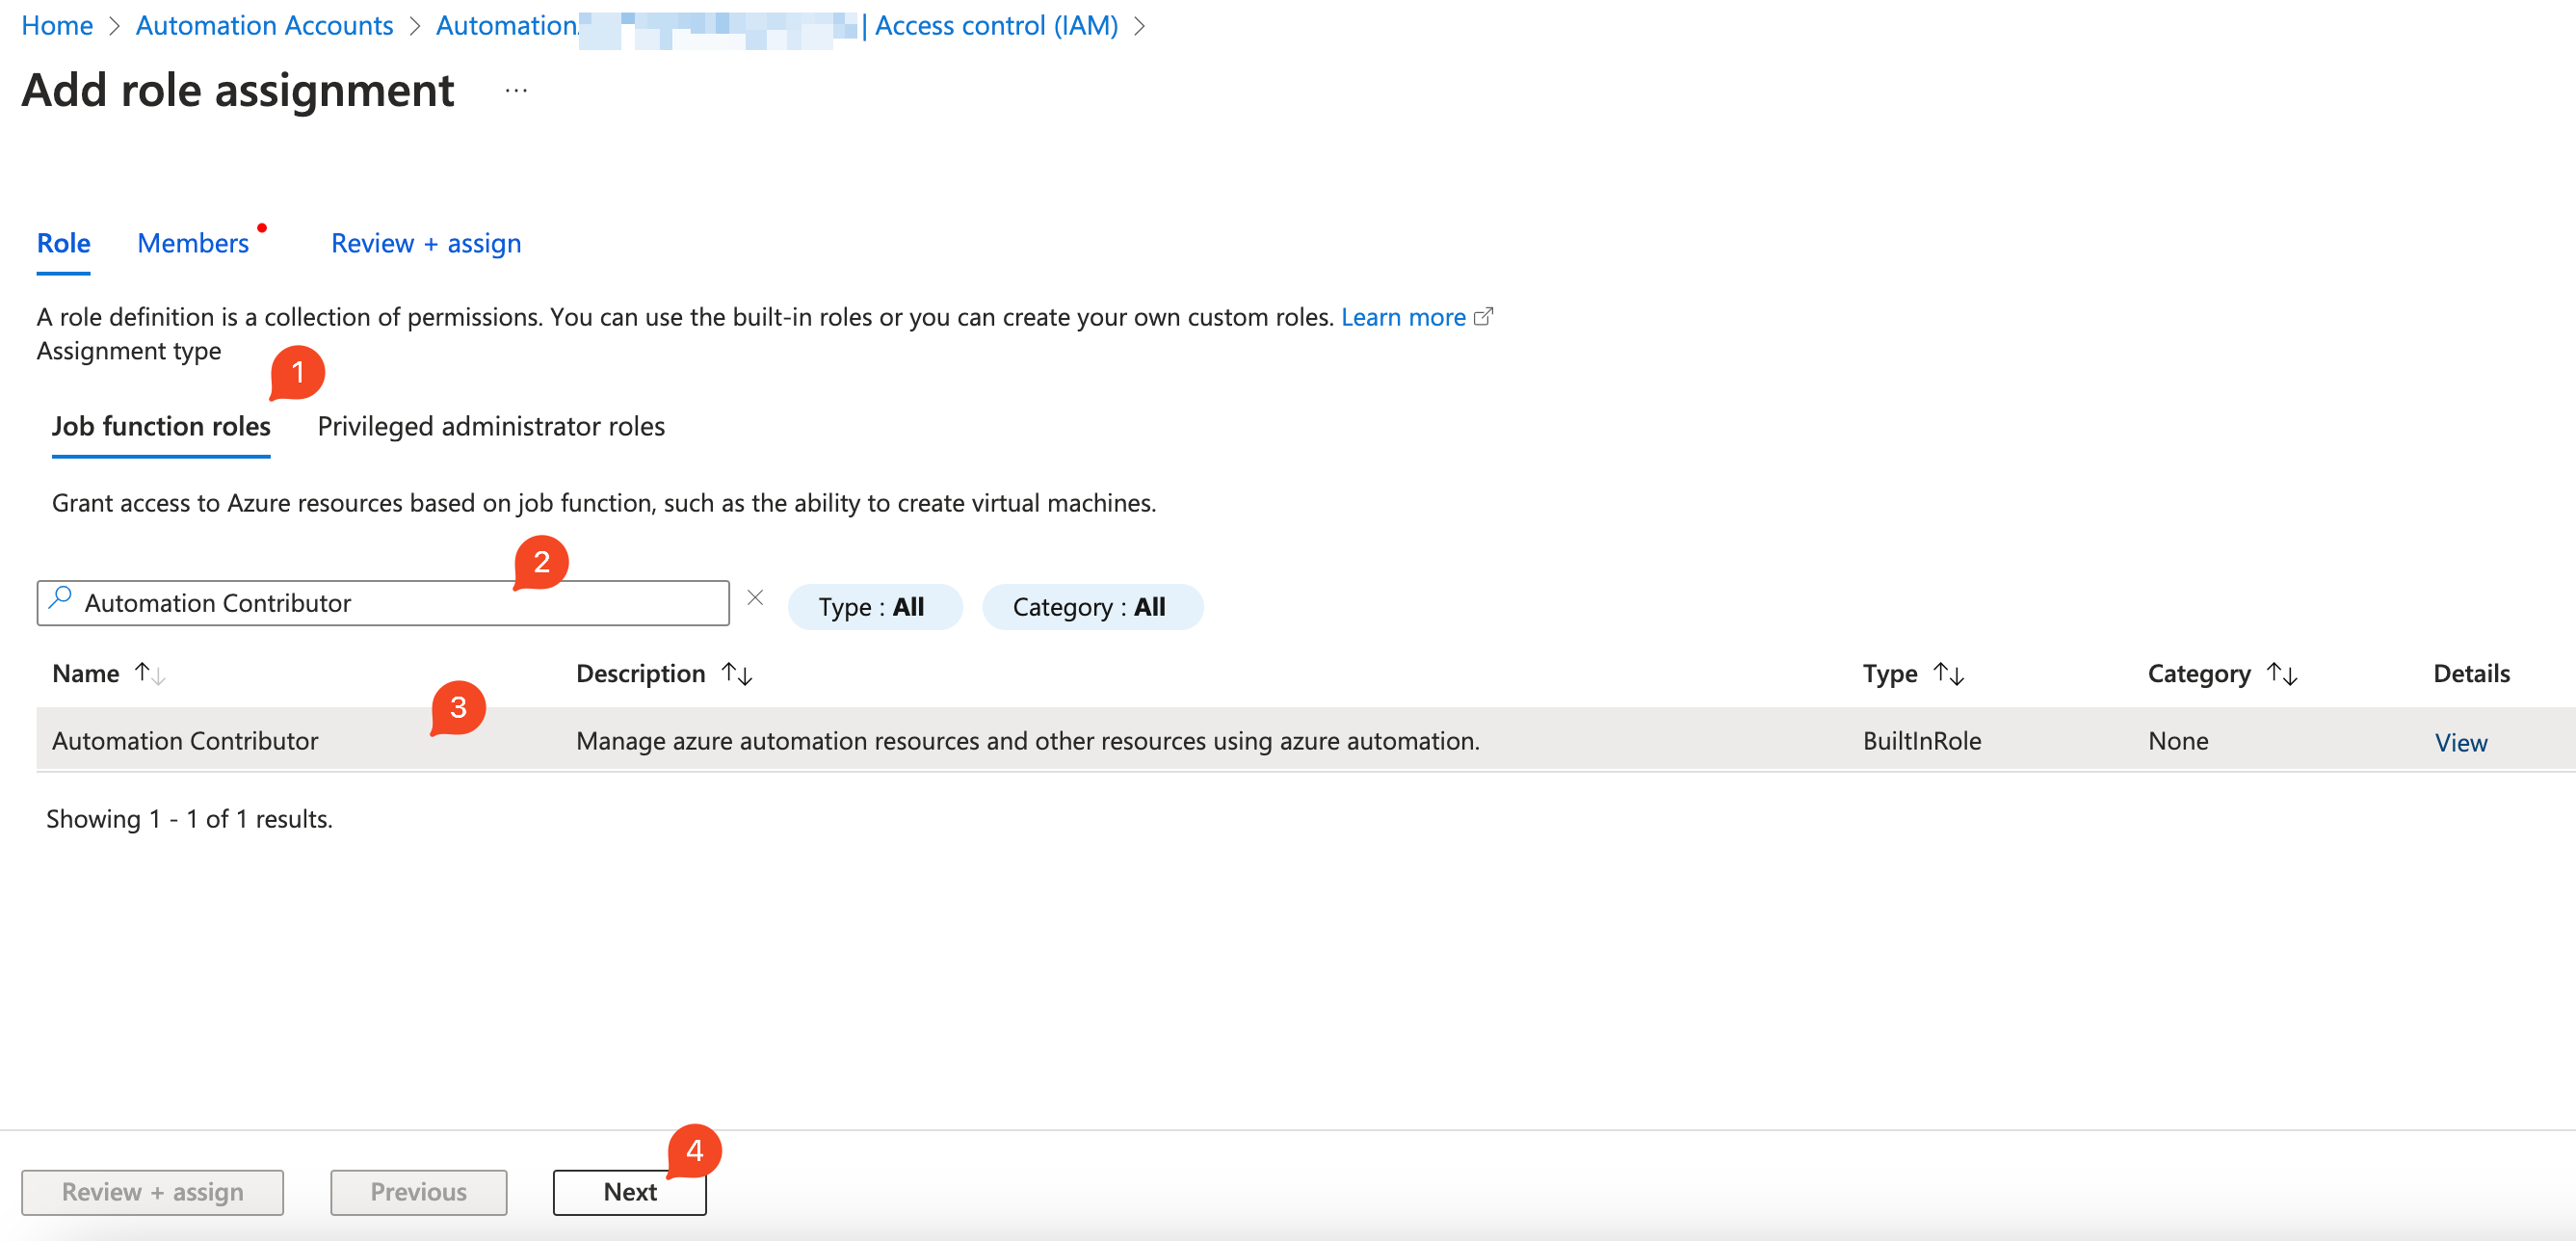 Home > Automation Accounts > Automation | Access control (IAM) >
Add role assignment ...
Role Members Review + assign
A role definition is a collection of permissions. You can use the built-in roles or you can create your own custom roles. Learn more
Assignment type
1
Job function roles Privileged administrator roles
Grant access to Azure resources based on job function, such as the ability to create virtual machines.
2
Automation Contributor Type : All Category : All
Name Description Type Category Details
3
Automation Contributor Manage azure automation resources and other resources using azure automation. BuiltInRole None View
Showing 1 - 1 of 1 results.
4
Review + assign Previous Next